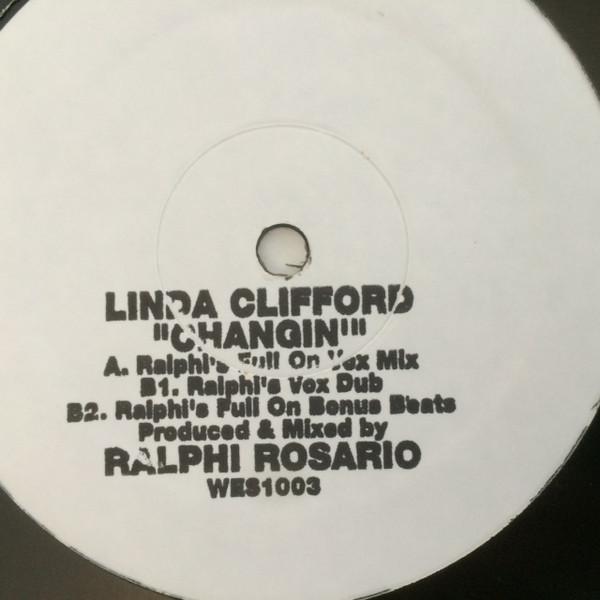 LINDA CLIFFORD
"CHANGIN'"
A. Ralphi's Full On Vox Mix
B1. Ralphi's Vox Dub
B2. Ralphi's Full On Bonus Beats
Produced & Mixed by
RALPHI ROSARIO
WES1003